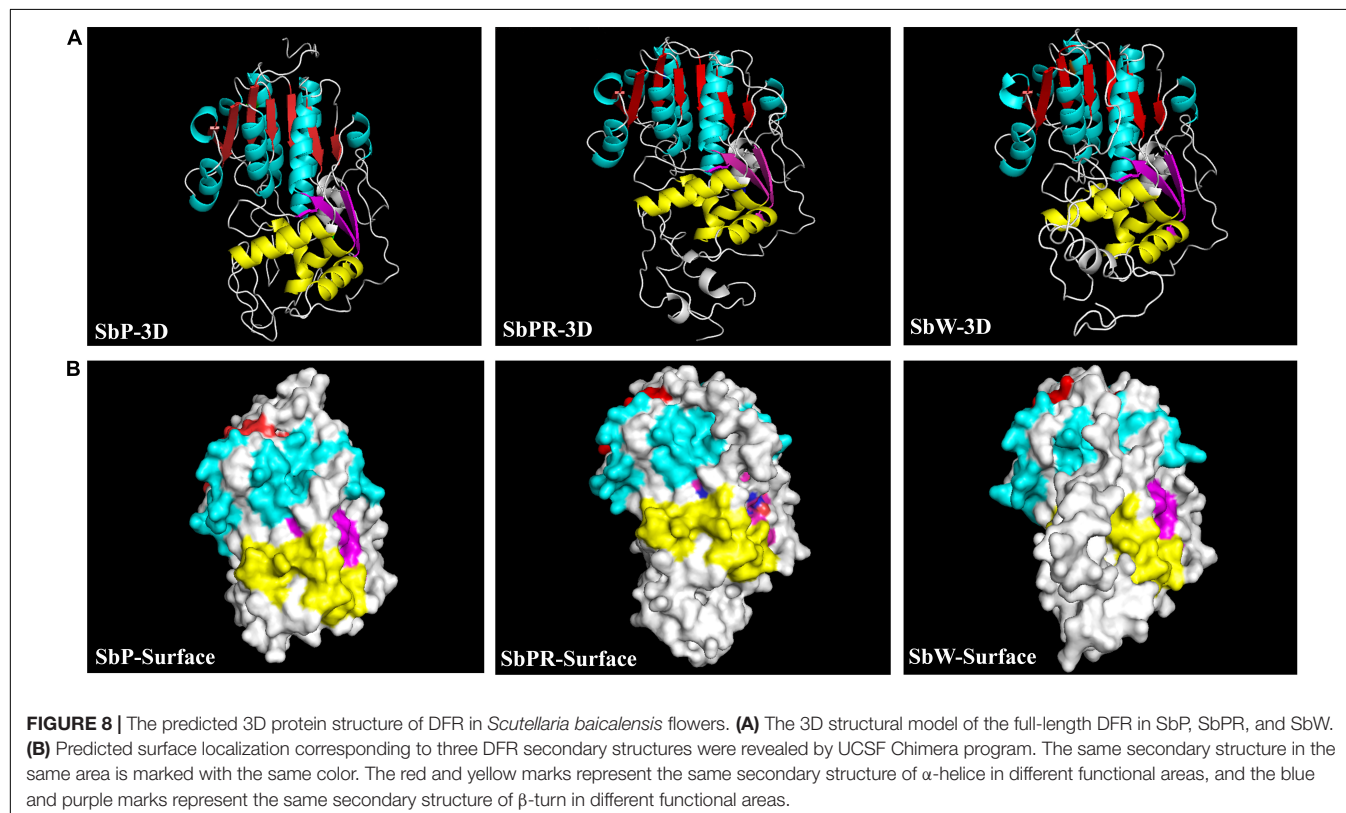 A
SbP-3D
SbPR-3D
SbW-3D
B
SbP-Surface
SbPR-Surface
SbW-Surface
FIGURE 8 | The predicted 3D protein structure of DFR in Scutellaria baicalensis flowers. (A) The 3D structural model of the full-length DFR in SbP, SbPR, and SbW.
(B) Predicted surface localization corresponding to three DFR secondary structures were revealed by UCSF Chimera program. The same secondary structure in the
same area is marked with the same color. The red and yellow marks represent the same secondary structure of α-helice in different functional areas, and the blue
and purple marks represent the same secondary structure of β-turn in different functional areas.